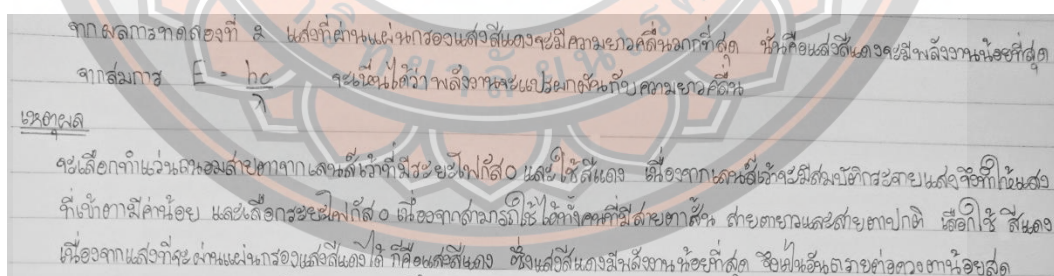 จากผลการทดลองที่ 2 แสงที่ผ่านแผ่นกรองแสงสีแดงจะมีความยาวคลื่นมากที่สุด นั่นคือแสงสีแดงจะมีพลังงานน้อยที่สุด
จากสมการ E = hc/λ จะเห็นได้ว่าพลังงานจะแปรผกผันกับความยาวคลื่น
เหตุผล
จะเลือกทำแว่นถนอมสายตาจากเลนส์เว้าที่มีระยะโฟกัส 0 และใช้สีแดง เนื่องจากเลนส์เว้าจะมีสมบัติกระจายแสงจึงทำให้แสง
ที่เข้าตามีค่าน้อย และเลือกระยะโฟกัส 0 เนื่องจากสามารถใช้ได้ทั้งคนที่มีสายตาสั้น สายตายาวและสายตาปกติ เลือกใช้ สีแดง
เนื่องจากแสงที่จะผ่านแผ่นกรองแสงสีแดงได้ ก็คือแสงสีแดง ซึ่งแสงสีแดงมีพลังงานน้อยที่สุด จึงเป็นอันตรายต่อดวงตาน้อยสุด